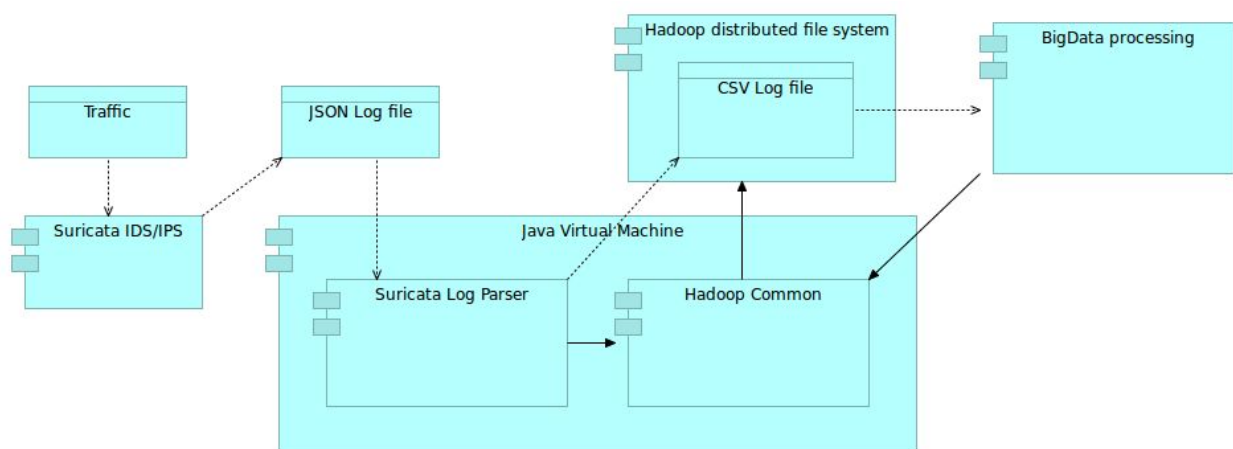 Hadoop distributed file system
BigData processing
CSV Log file
Traffic
JSON Log file
Suricata IDS/IPS
Java Virtual Machine
Suricata Log Parser
Hadoop Common